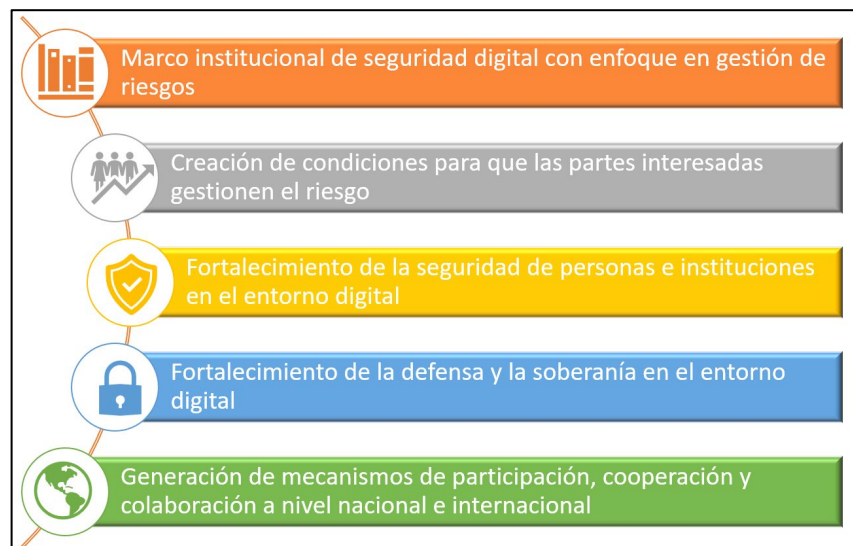 Marco institucional de seguridad digital con enfoque en gestión de
riesgos
Creación de condiciones para que las partes interesadas
gestionen el riesgo
Fortalecimiento de la seguridad de personas e instituciones
en el entorno digital
Fortalecimiento de la defensa y la soberanía en el entorno
digital
Generación de mecanismos de participación, cooperación y
colaboración a nivel nacional e internacional